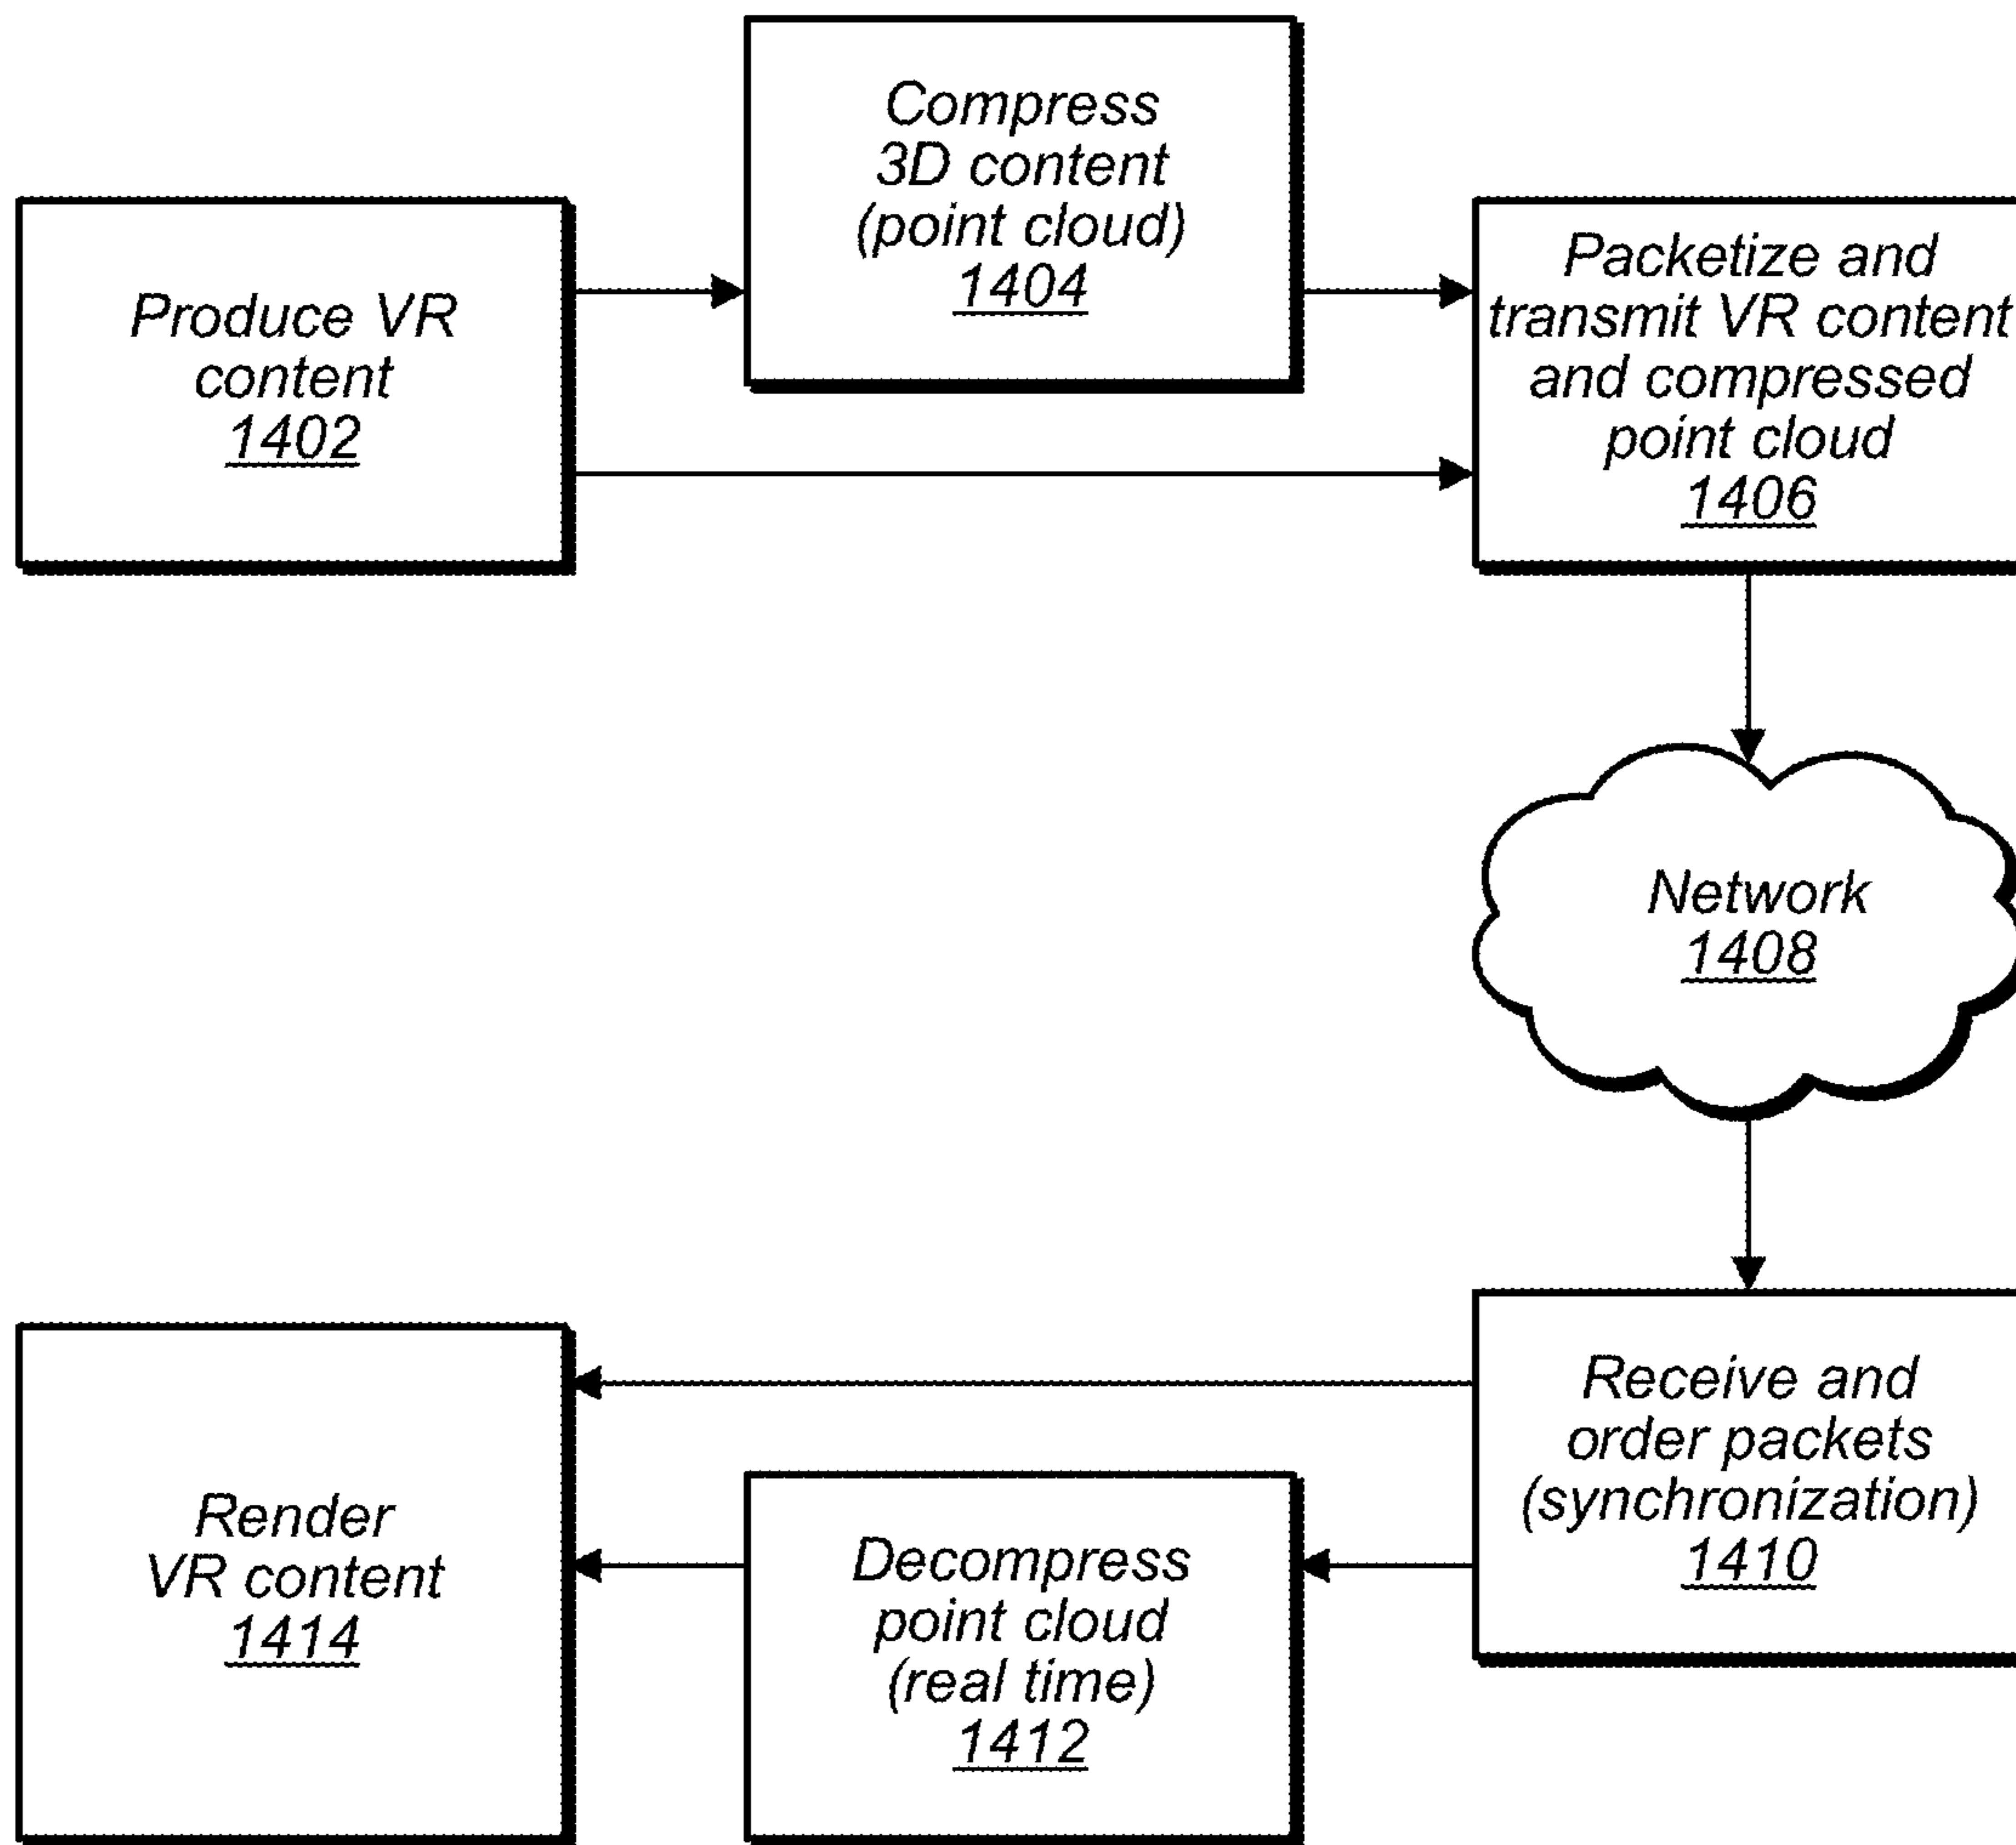 Produce VR
content
1402
Compress
3D content
(point cloud)
1404
Packetize and
transmit VR content
and compressed
point cloud
1406
Network
1408
Receive and
order packets
(synchronization)
1410
Decompress
point cloud
(real time)
1412
Render
VR content
1414